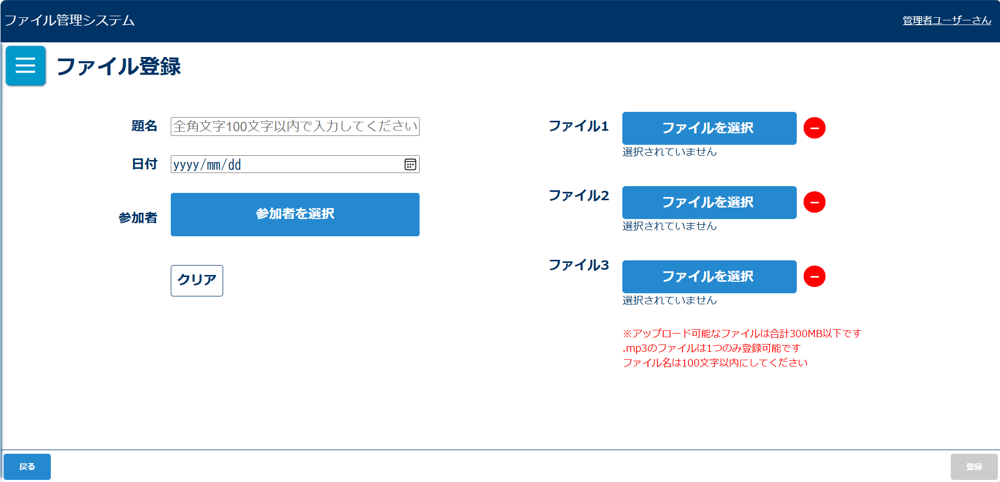 ファイル管理システム
管理者ユーザーさん
ファイル登録
題名
全角文字100文字以内で入力してください
日付
yyyy/mm/dd
参加者
参加者を選択
クリア
ファイル1
ファイルを選択
選択されていません
ファイル2
ファイルを選択
選択されていません
ファイル3
ファイルを選択
選択されていません
※アップロード可能なファイルは合計300MB以下です
.mp3のファイルは1つのみ登録可能です
ファイル名は100文字以内にしてください
戻る
登録